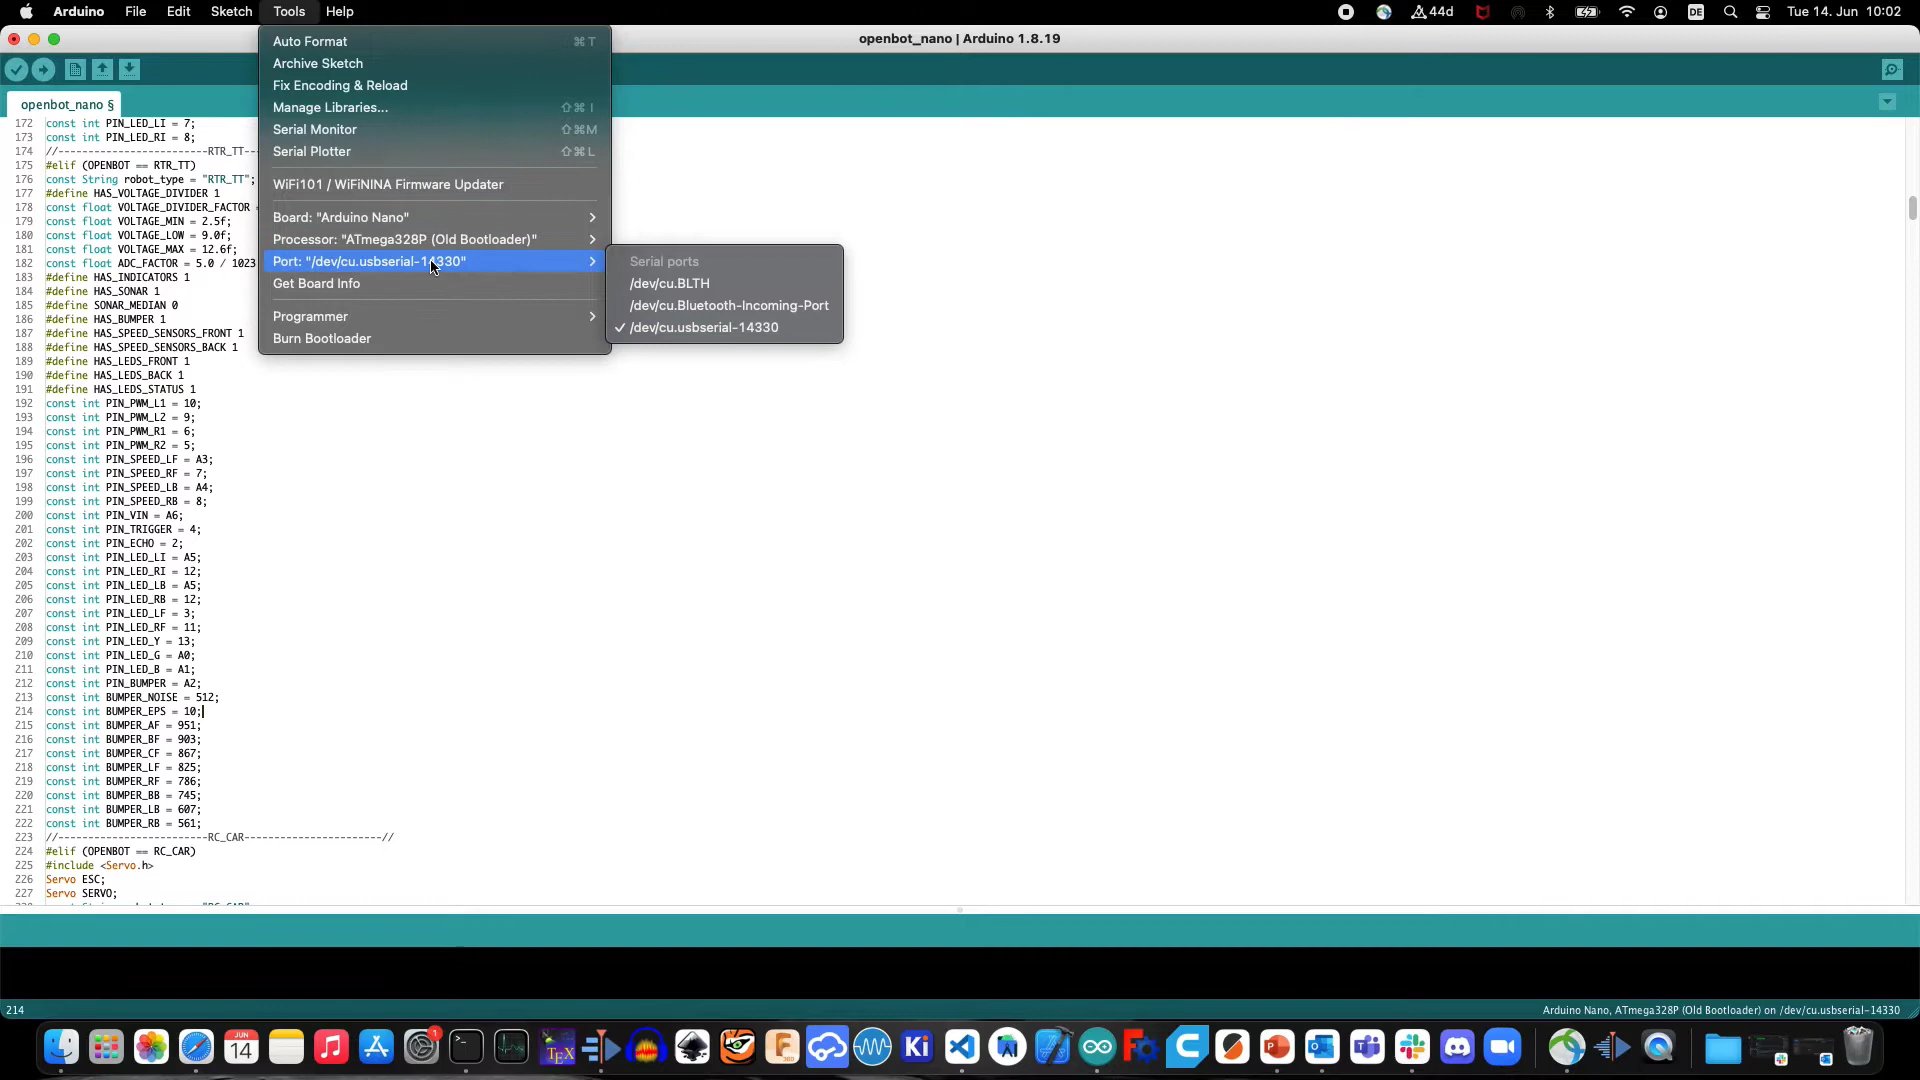 Arduino File Edit Sketch Tools Help 44d DE Tue 14. Jun 10:02
openbot_nano | Arduino 1.8.19
openbot_nano §
Auto Format ⌘T
Archive Sketch
Fix Encoding & Reload
Manage Libraries... ⇧⌘I
Serial Monitor ⇧⌘M
Serial Plotter ⇧⌘L
WiFi101 / WiFiNINA Firmware Updater
Board: "Arduino Nano"
Processor: "ATmega328P (Old Bootloader)"
Port: "/dev/cu.usbserial-14330"
Get Board Info
Programmer
Burn Bootloader
Serial ports
/dev/cu.BLTH
/dev/cu.Bluetooth-Incoming-Port
✓ /dev/cu.usbserial-14330
172 const int PIN_LED_LI = 7;
173 const int PIN_LED_RI = 8;
174 //-------------------------RTR_TT--
175 #elif (OPENBOT == RTR_TT)
176 const String robot_type = "RTR_TT";
177 #define HAS_VOLTAGE_DIVIDER 1
178 const float VOLTAGE_DIVIDER_FACTOR =
179 const float VOLTAGE_MIN = 2.5f;
180 const float VOLTAGE_LOW = 9.0f;
181 const float VOLTAGE_MAX = 12.6f;
182 const float ADC_FACTOR = 5.0 / 1023
183 #define HAS_INDICATORS 1
184 #define HAS_SONAR 1
185 #define SONAR_MEDIAN 0
186 #define HAS_BUMPER 1
187 #define HAS_SPEED_SENSORS_FRONT 1
188 #define HAS_SPEED_SENSORS_BACK 1
189 #define HAS_LEDS_FRONT 1
190 #define HAS_LEDS_BACK 1
191 #define HAS_LEDS_STATUS 1
192 const int PIN_PWM_L1 = 10;
193 const int PIN_PWM_L2 = 9;
194 const int PIN_PWM_R1 = 6;
195 const int PIN_PWM_R2 = 5;
196 const int PIN_SPEED_LF = A3;
197 const int PIN_SPEED_RF = 7;
198 const int PIN_SPEED_LB = A4;
199 const int PIN_SPEED_RB = 8;
200 const int PIN_VIN = A6;
201 const int PIN_TRIGGER = 4;
202 const int PIN_ECHO = 2;
203 const int PIN_LED_LI = A5;
204 const int PIN_LED_RI = 12;
205 const int PIN_LED_LB = A5;
206 const int PIN_LED_RB = 12;
207 const int PIN_LED_LF = 3;
208 const int PIN_LED_RF = 11;
209 const int PIN_LED_Y = 13;
210 const int PIN_LED_G = A0;
211 const int PIN_LED_B = A1;
212 const int PIN_BUMPER = A2;
213 const int BUMPER_NOISE = 512;
214 const int BUMPER_EPS = 10;
215 const int BUMPER_AF = 951;
216 const int BUMPER_BF = 903;
217 const int BUMPER_CF = 867;
218 const int BUMPER_LF = 825;
219 const int BUMPER_RF = 786;
220 const int BUMPER_BB = 745;
221 const int BUMPER_LB = 607;
222 const int BUMPER_RB = 561;
223 //-------------------------RC_CAR-----------------------//
224 #elif (OPENBOT == RC_CAR)
225 #include <Servo.h>
226 Servo ESC;
227 Servo SERVO;
214
Arduino Nano, ATmega328P (Old Bootloader) on /dev/cu.usbserial-14330
JUN
14
1
TEX
360
Ki